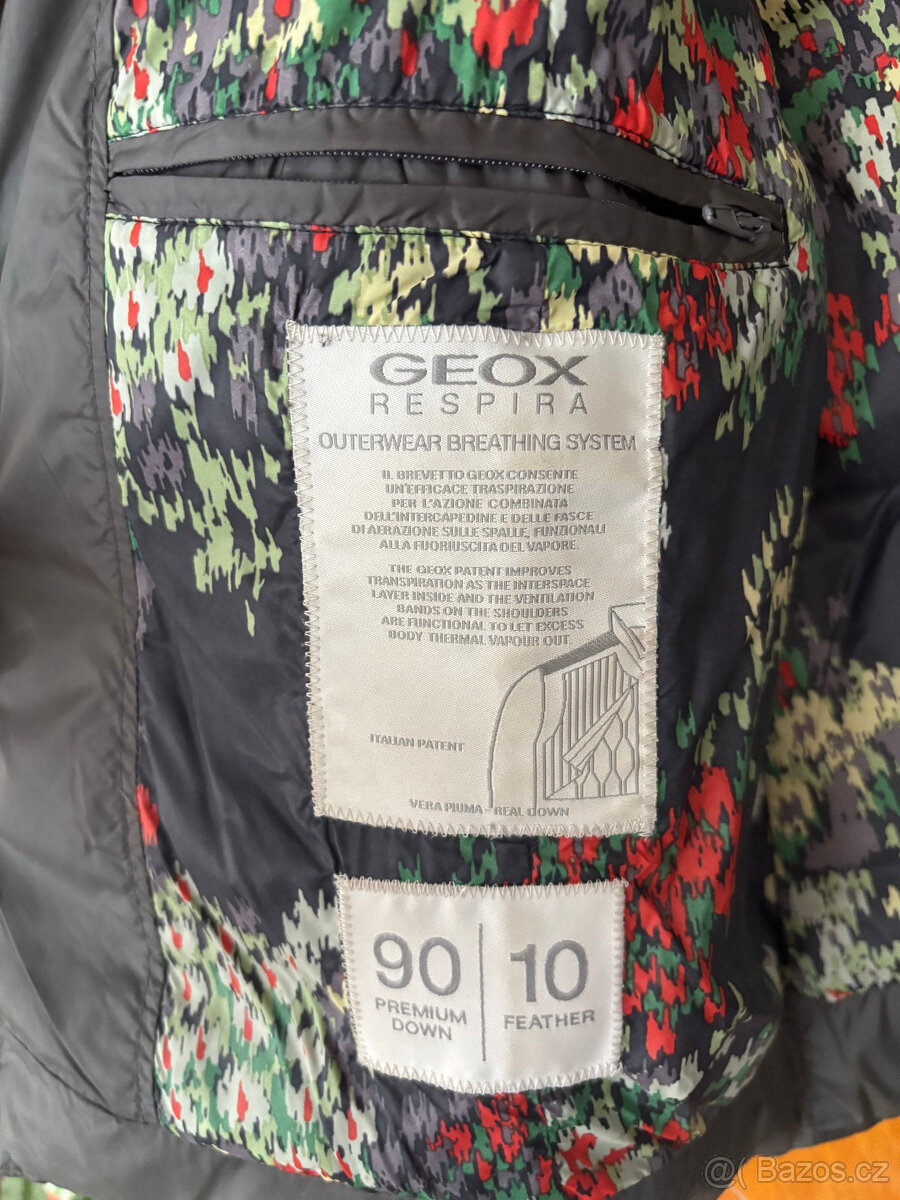 GEOX
RESPIRA
OUTERWEAR BREATHING SYSTEM
IL BREVETTO GEOX CONSENTE
UN'EFFICACE TRASPIRAZIONE
PER L'AZIONE COMBINATA
DELL'INTERCAPEDINE E DELLE FASCE
DI AERAZIONE SULLE SPALLE, FUNZIONALI
ALLA FUORIUSCITA DEL VAPORE.
THE GEOX PATENT IMPROVES
TRANSPIRATION AS THE INTERSPACE
LAYER INSIDE AND THE VENTILATION
BANDS ON THE SHOULDERS
ARE FUNCTIONAL TO LET EXCESS
BODY THERMAL VAPOUR OUT.
ITALIAN PATENT
VERA PIUMA - REAL DOWN
90
PREMIUM
DOWN
10
FEATHER
@( Bazos.cz